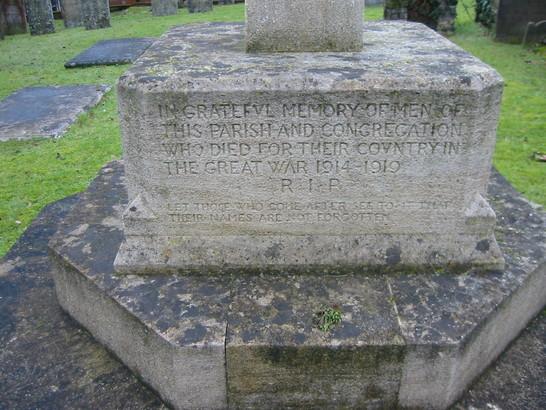 IN GRATEFVL MEMORY OF MEN OF
THIS PARISH AND CONGREGATION
WHO DIED FOR THEIR COVNTRY IN
THE GREAT WAR 1914-1919
R·I·P·
LET THOSE WHO COME AFTER SEE TO IT THAT
THEIR NAMES ARE NOT FORGOTTEN